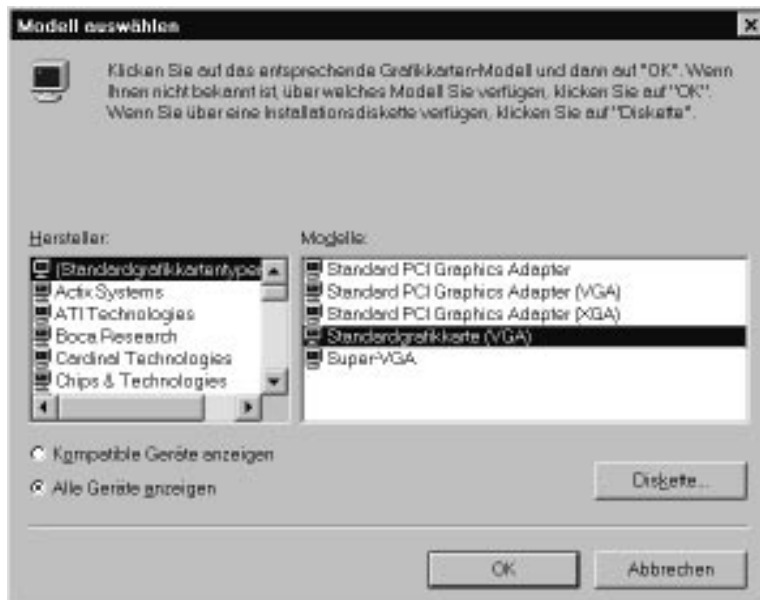 Modell auswählen
Klicken Sie auf das entsprechende Grafikkarten-Modell und dann auf "OK". Wenn
Ihnen nicht bekannt ist, über welches Modell Sie verfügen, klicken Sie auf "OK".
Wenn Sie über eine Installationsdiskette verfügen, klicken Sie auf "Diskette".
Hersteller:
(Standardgrafikkartentypen
Actix Systems
ATI Technologies
Boca Research
Cardinal Technologies
Chips & Technologies
Modelle:
Standard PCI Graphics Adapter
Standard PCI Graphics Adapter (VGA)
Standard PCI Graphics Adapter (XGA)
Standardgrafikkarte (VGA)
Super-VGA
Kompatible Geräte anzeigen
Alle Geräte anzeigen
Diskette...
OK
Abbrechen